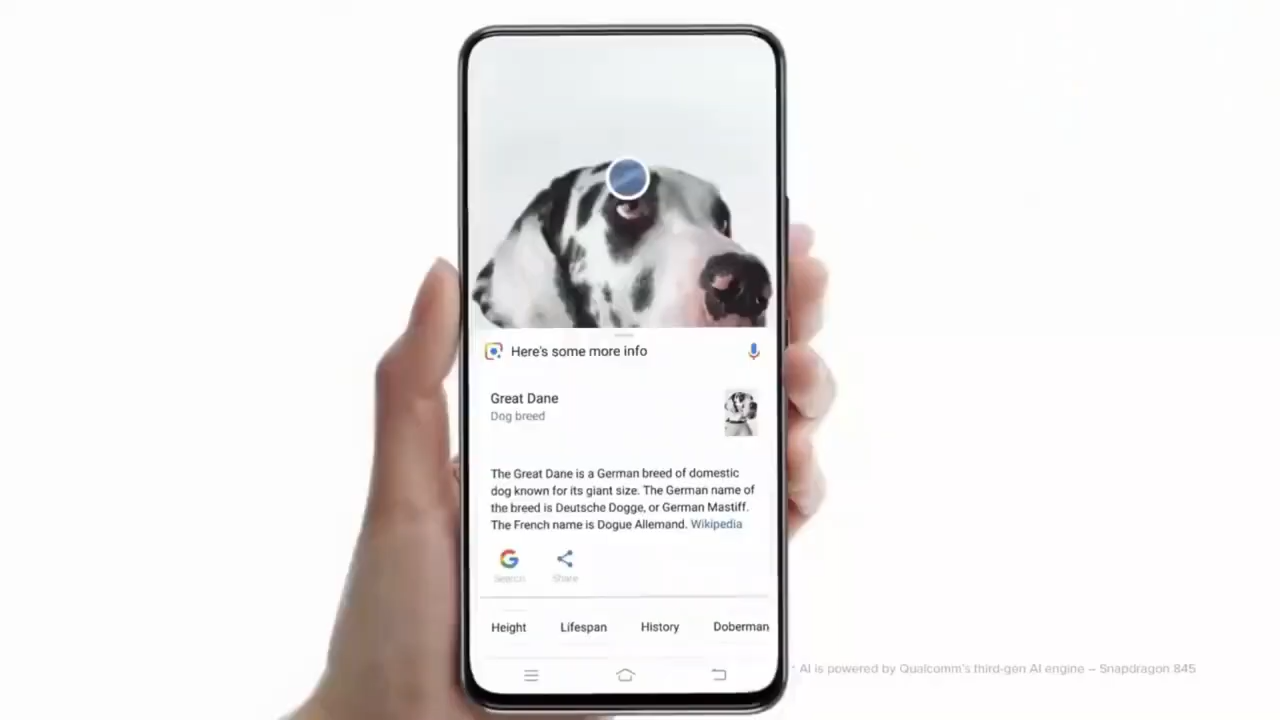 Here's some more info
Great Dane
Dog breed
The Great Dane is a German breed of domestic
dog known for its giant size. The German name of
the breed is Deutsche Dogge, or German Mastiff.
The French name is Dogue Allemand. Wikipedia
Search Share
Height Lifespan History Doberman
* AI is powered by Qualcomm's third-gen AI engine – Snapdragon 845